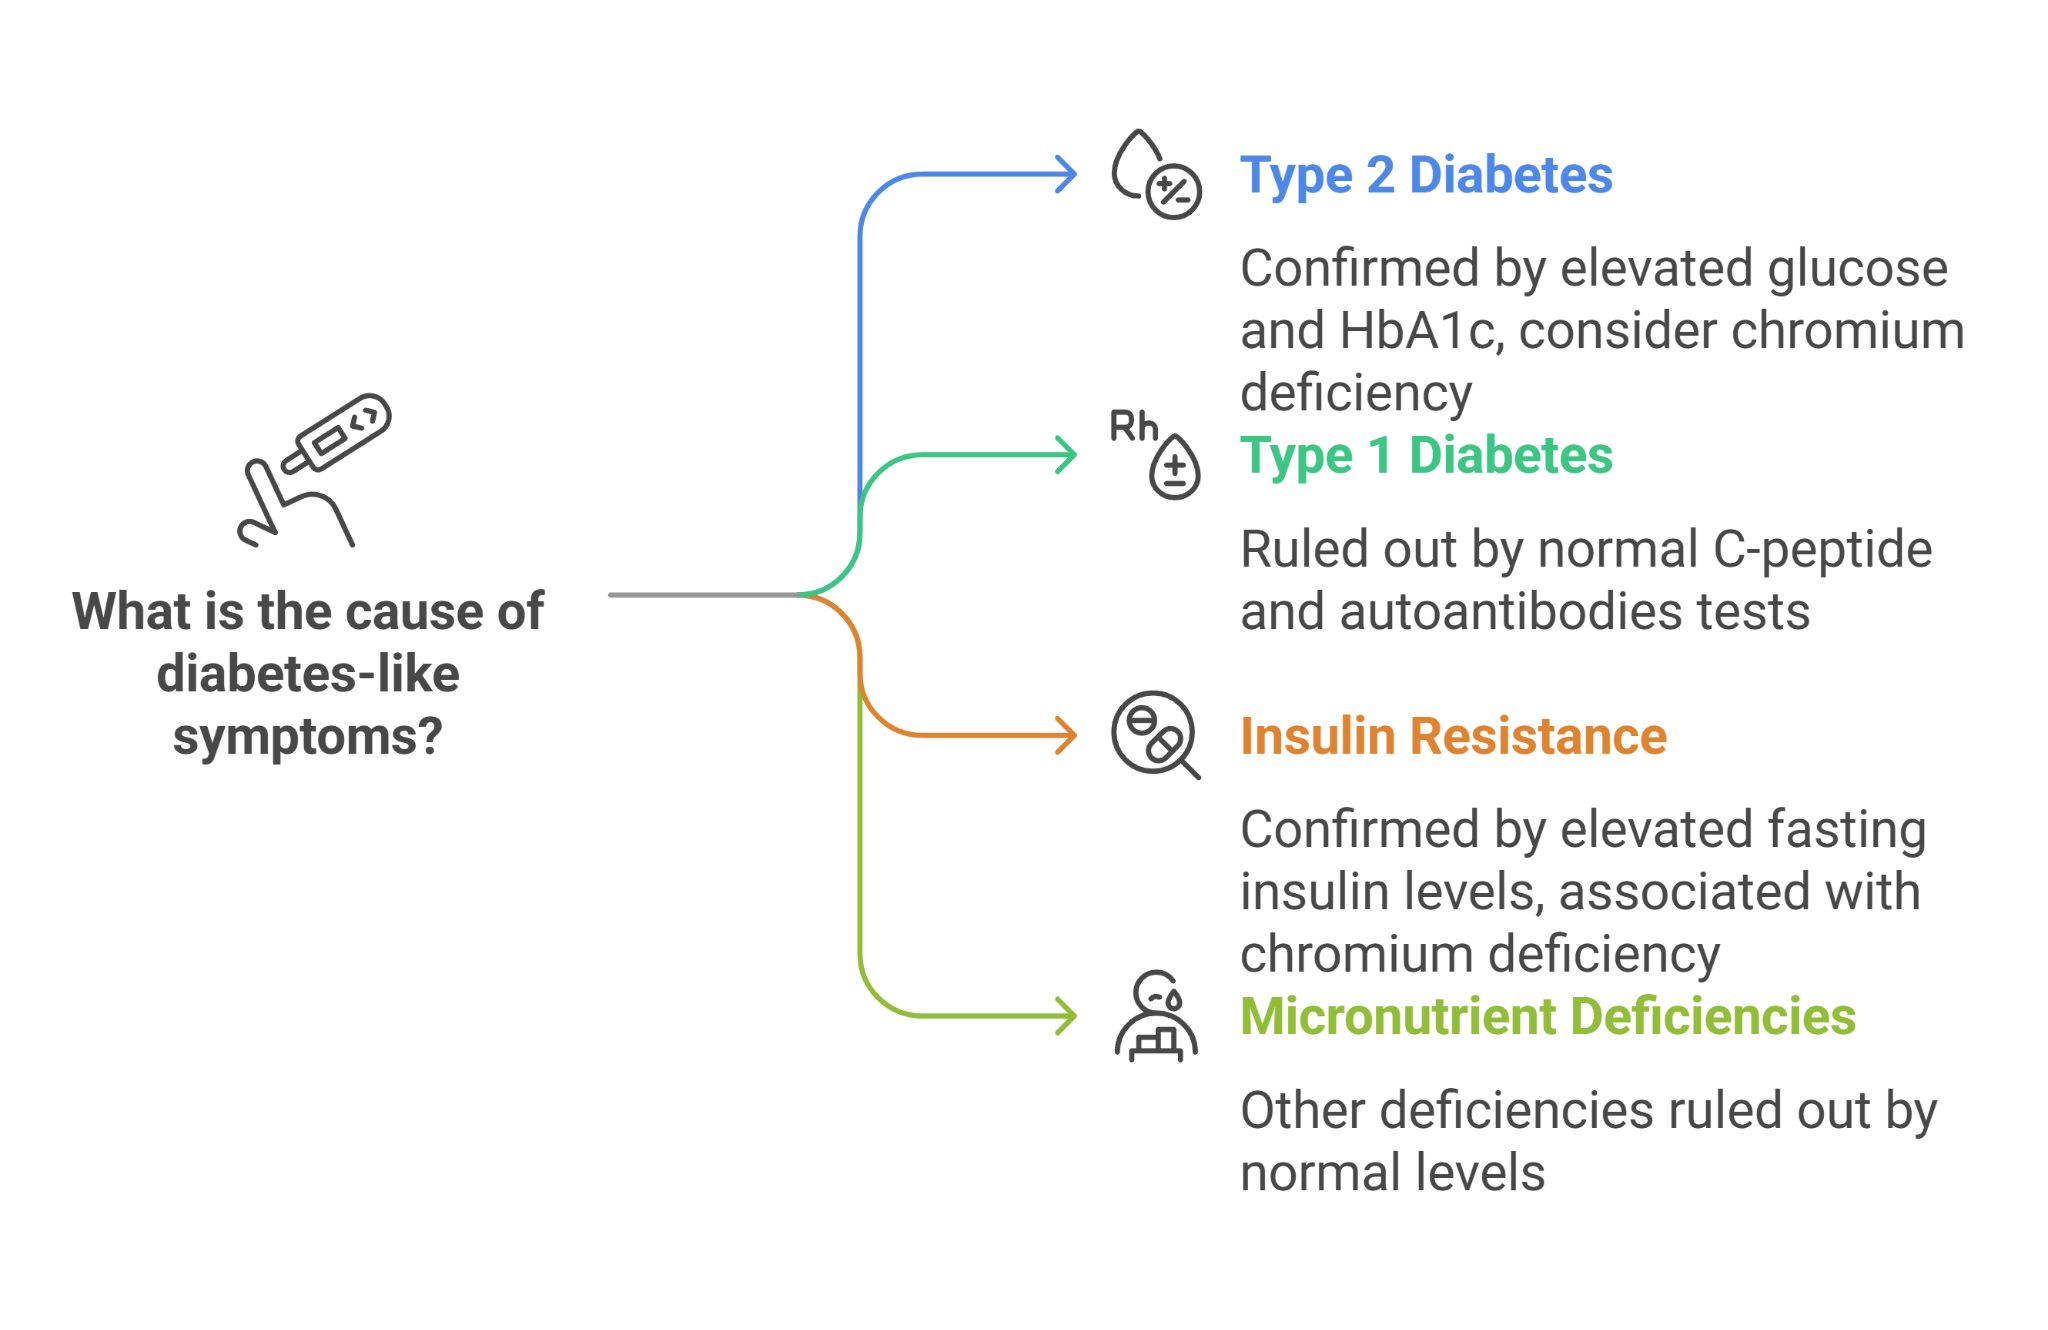 What is the cause of
diabetes-like
symptoms?
Type 2 Diabetes
Confirmed by elevated glucose
and HbA1c, consider chromium
deficiency
Rh
Type 1 Diabetes
Ruled out by normal C-peptide
and autoantibodies tests
Insulin Resistance
Confirmed by elevated fasting
insulin levels, associated with
chromium deficiency
Micronutrient Deficiencies
Other deficiencies ruled out by
normal levels